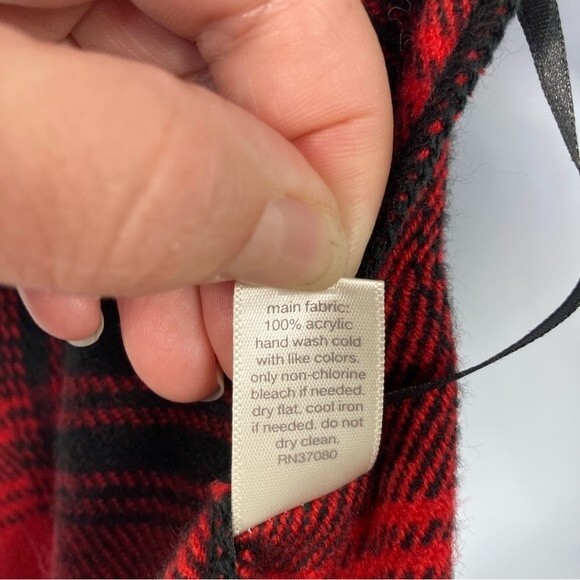 main fabric:
100% acrylic
hand wash cold
with like colors.
only non-chlorine
bleach if needed.
dry flat. cool iron
if needed. do not
dry clean.
RN37080